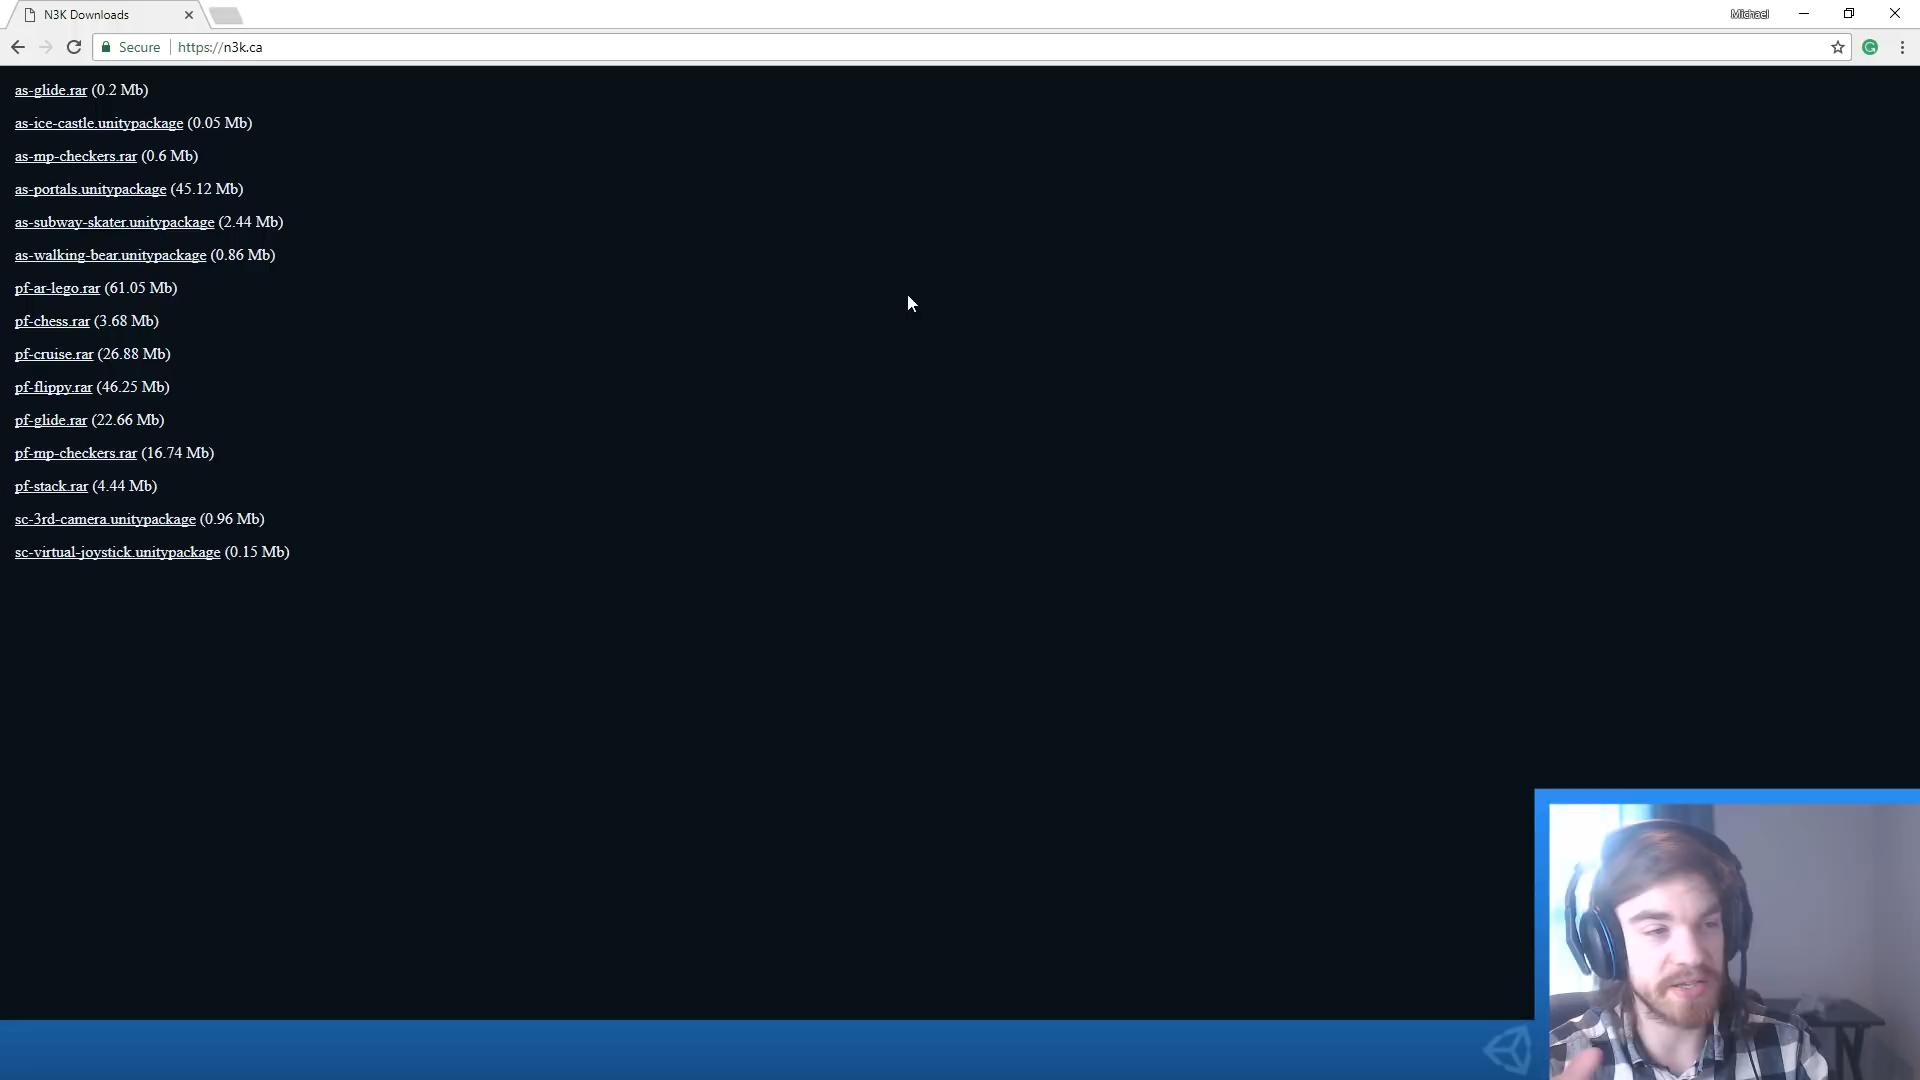 N3K Downloads
Michael
Secure
https://n3k.ca
as-glide.rar (0.2 Mb)
as-ice-castle.unitypackage (0.05 Mb)
as-mp-checkers.rar (0.6 Mb)
as-portals.unitypackage (45.12 Mb)
as-subway-skater.unitypackage (2.44 Mb)
as-walking-bear.unitypackage (0.86 Mb)
pf-ar-lego.rar (61.05 Mb)
pf-chess.rar (3.68 Mb)
pf-cruise.rar (26.88 Mb)
pf-flippy.rar (46.25 Mb)
pf-glide.rar (22.66 Mb)
pf-mp-checkers.rar (16.74 Mb)
pf-stack.rar (4.44 Mb)
sc-3rd-camera.unitypackage (0.96 Mb)
sc-virtual-joystick.unitypackage (0.15 Mb)